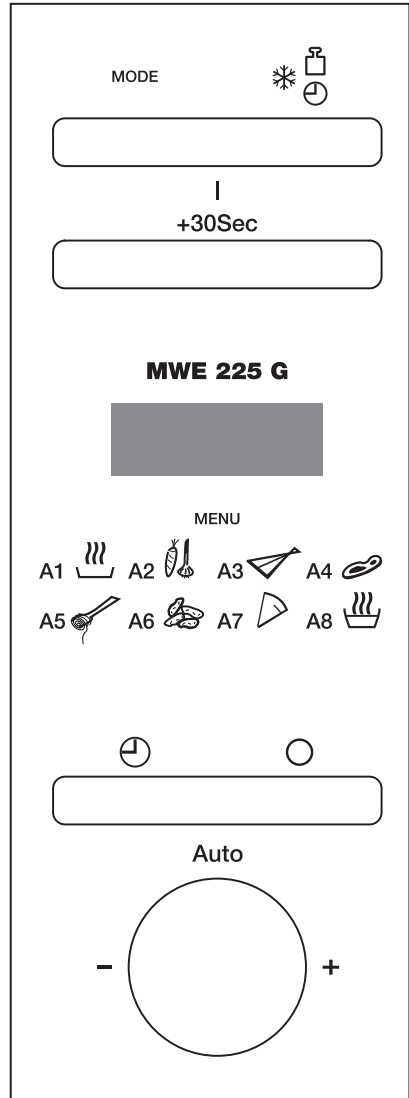 MODE
+30Sec
MWE 225 G
MENU
A1 A2 A3 A4
A5 A6 A7 A8
Auto
- +